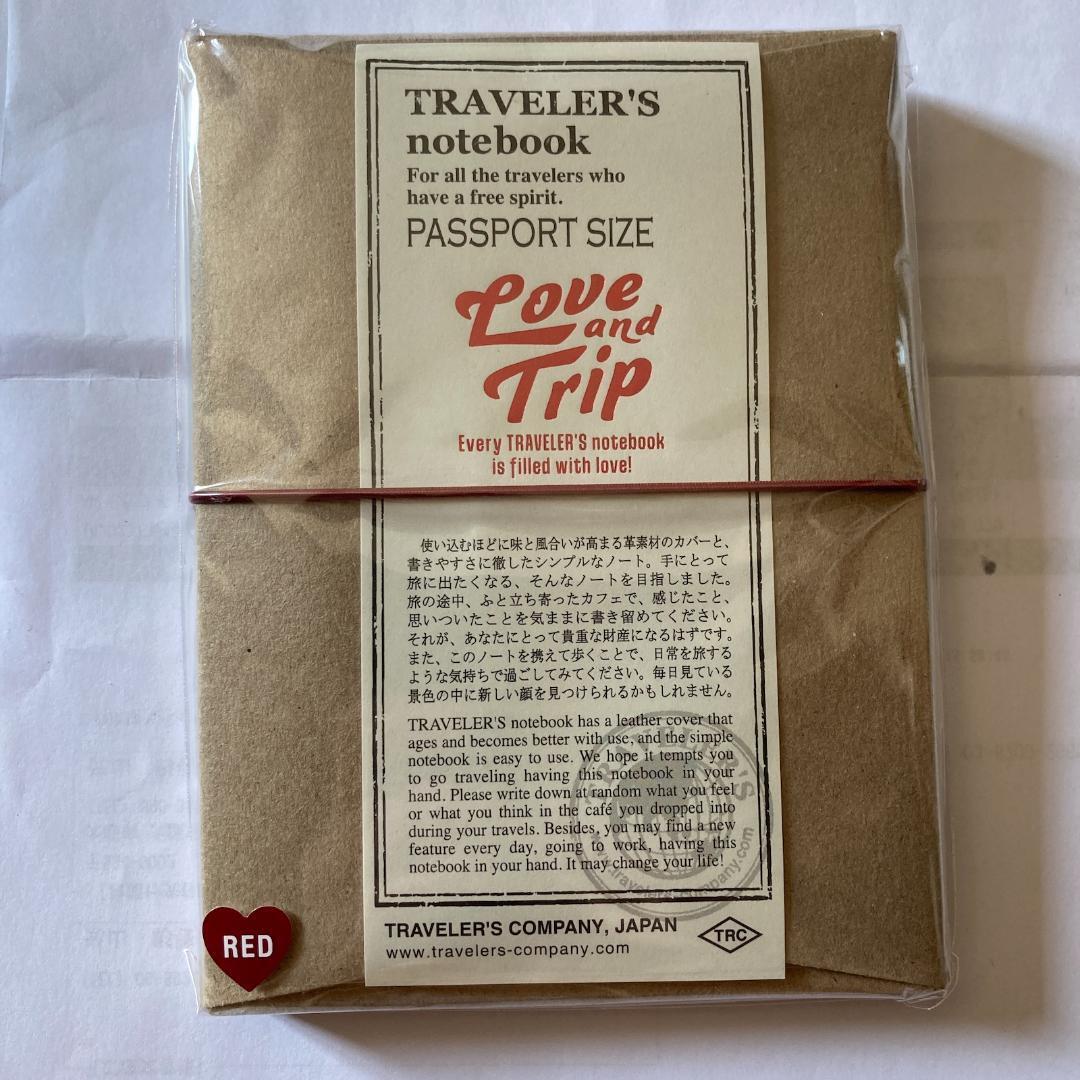 TRAVELER'S
notebook
For all the travelers who
have a free spirit.
PASSPORT SIZE
Love
and
Trip
Every TRAVELER'S notebook
is filled with love!
使い込むほどに味と風合いが高まる革素材のカバーと、
書きやすさに徹したシンプルなノート。手にとって
旅に出たくなる、そんなノートを目指しました。
旅の途中、ふと立ち寄ったカフェで、感じたこと、
思いついたことを気ままに書き留めてください。
それが、あなたにとって貴重な財産になるはずです。
また、このノートを携えて歩くことで、日常を旅する
ような気持ちで過ごしてみてください。毎日見ている
景色の中に新しい顔を見つけられるかもしれません。
TRAVELER'S notebook has a leather cover that
ages and becomes better with use, and the simple
notebook is easy to use. We hope it tempts you
to go traveling having this notebook in your
hand. Please write down at random what you feel
or what you think in the café you dropped into
during your travels. Besides, you may find a new
feature every day, going to work, having this
notebook in your hand. It may change your life!
TRAVELER'S
www.travelers-company.com
TRAVELER'S COMPANY, JAPAN
www.travelers-company.com
TRC
RED